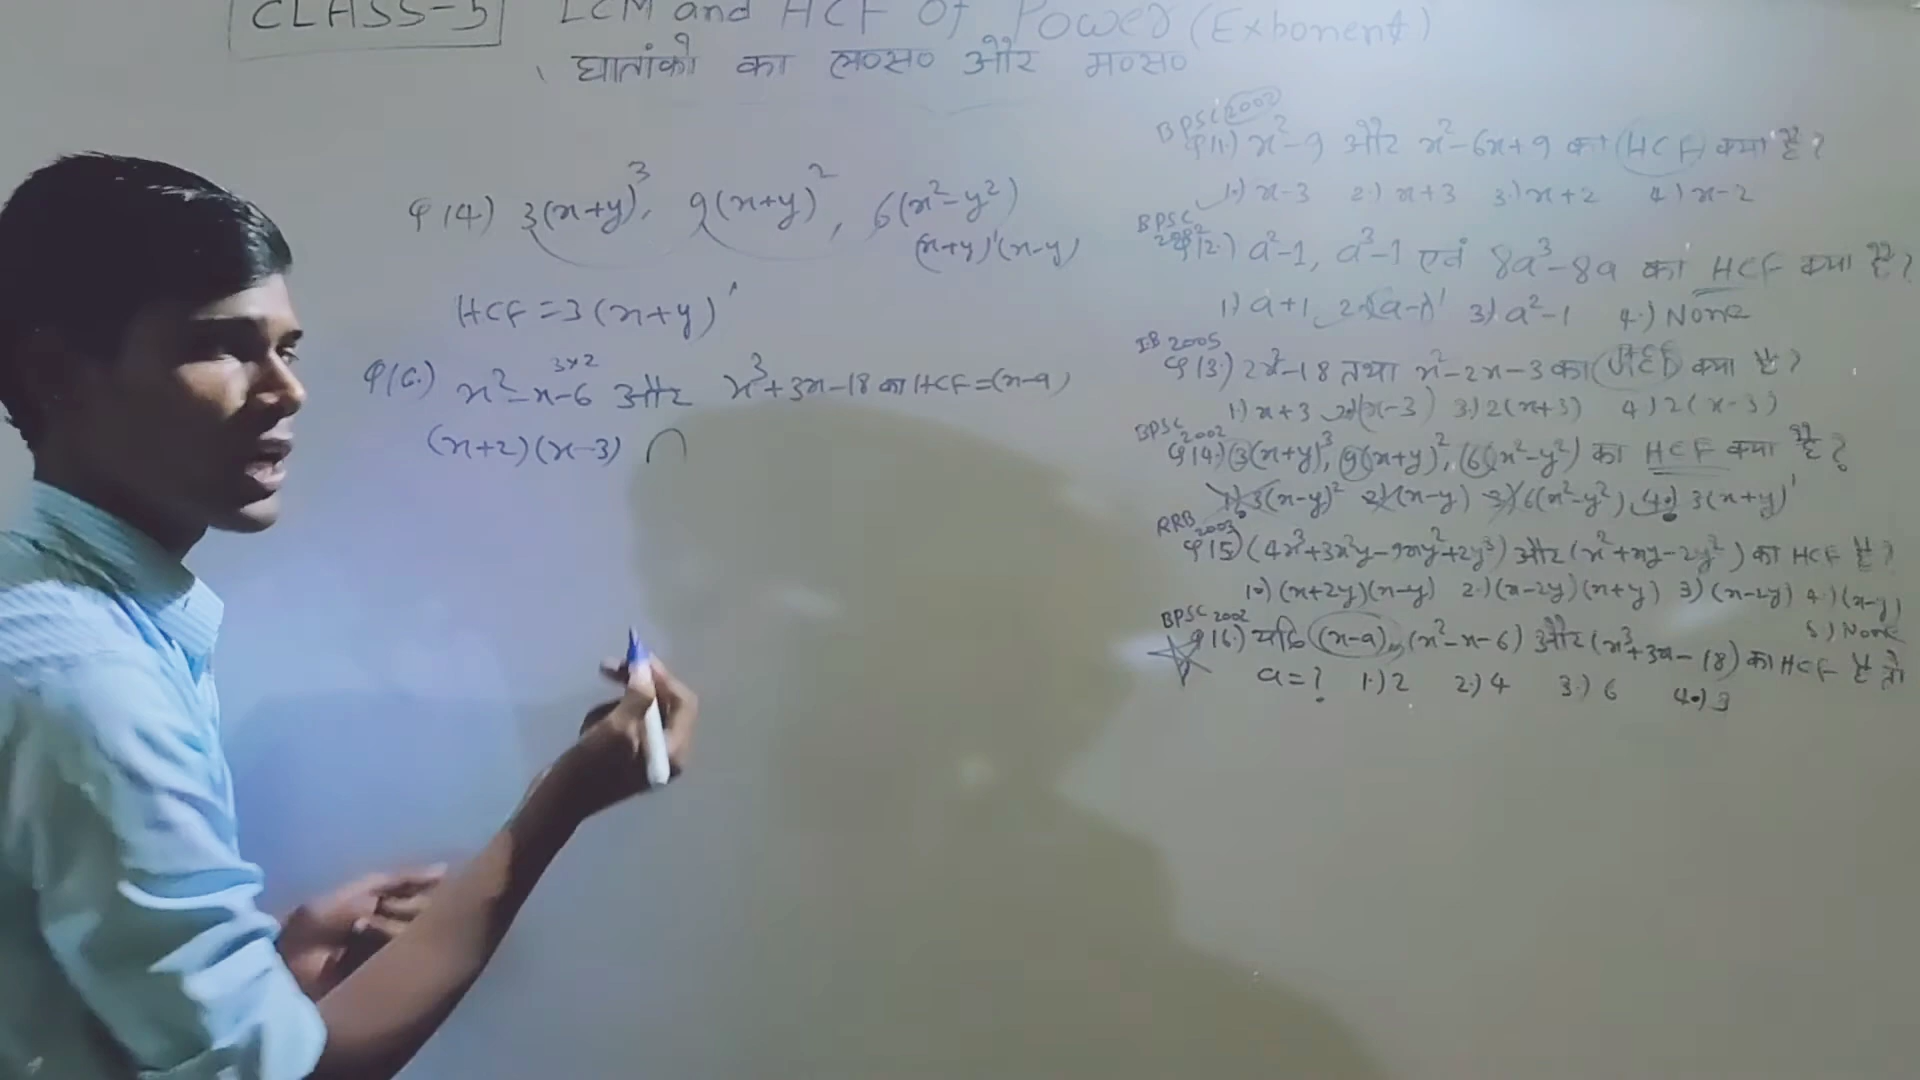 CLASS-5 LCM and HCF Of Power (Exponent)
घातांको का ल०स० और म०स०
Q(4) 3(x+y)³, 9(x+y)², 6(x²-y²)
(x+y)¹(x-y)
HCF = 3(x+y)¹
3×2
Q(6.) x²-x-6 और x³+3x-18 का HCF=(x-a)
(x+2)(x-3)
BPSC 2002
Q(1.) x²-9 और x²-6x+9 का HCF क्या है?
1.) x-3 2.) x+3 3.) x+2 4.) x-2
BPSC
Q(2.) a²-1, a³-1 एवं 8a³-8a का HCF क्या है?
1.) a+1, 2.) (a-1)¹ 3.) a²-1 4.) None
I.B 2005
Q(3.) 2x²-18 तथा x²-2x-3 का HCF क्या है?
1.) x+3 2.) (x-3) 3.) 2(x+3) 4.) 2(x-3)
BPSC 2002
Q(4.) 3(x+y)³, 9(x+y)², 6(x²-y²) का HCF क्या है?
1.) 3(x-y)² 2.) (x-y) 3.) 6(x²-y²), 4.) 3(x+y)¹
RRB 2003
Q(5.) (4x³+3x²y-9xy²+2y³) और (x²+xy-2y²) का HCF है?
1.) (x+2y)(x-y) 2.) (x-2y)(x+y) 3.) (x-2y) 4.) (x-y)
5.) None
BPSC 2002
Q(6.) यदि (x-a), (x²-x-6) और (x³+3x-18) का HCF है तो
a=? 1.) 2 2.) 4 3.) 6 4.) 3